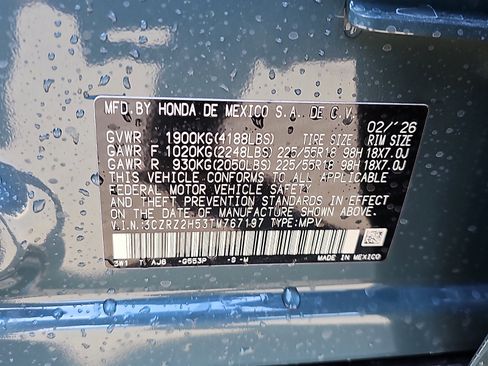 MFD.BY HONDA DE MEXICO S.A. DE C.V.
02/'26
GVWR 1900KG(4188LBS) TIRE SIZE RIM SIZE
GAWR F 1020KG(2248LBS) 225/55R18 98H 18X7.0J
GAWR R 930KG(2050LBS) 225/55R18 98H 18X7.0J
THIS VEHICLE CONFORMS TO ALL APPLICABLE
FEDERAL MOTOR VEHICLE SAFETY
AND THEFT PREVENTION STANDARDS IN EFFECT
ON THE DATE OF MANUFACTURE SHOWN ABOVE.
V.I.N.:3CZRZ2H53TM767197 TYPE:MPV
3W1 AJ8 -G553P -G-M MADE IN MEXICO